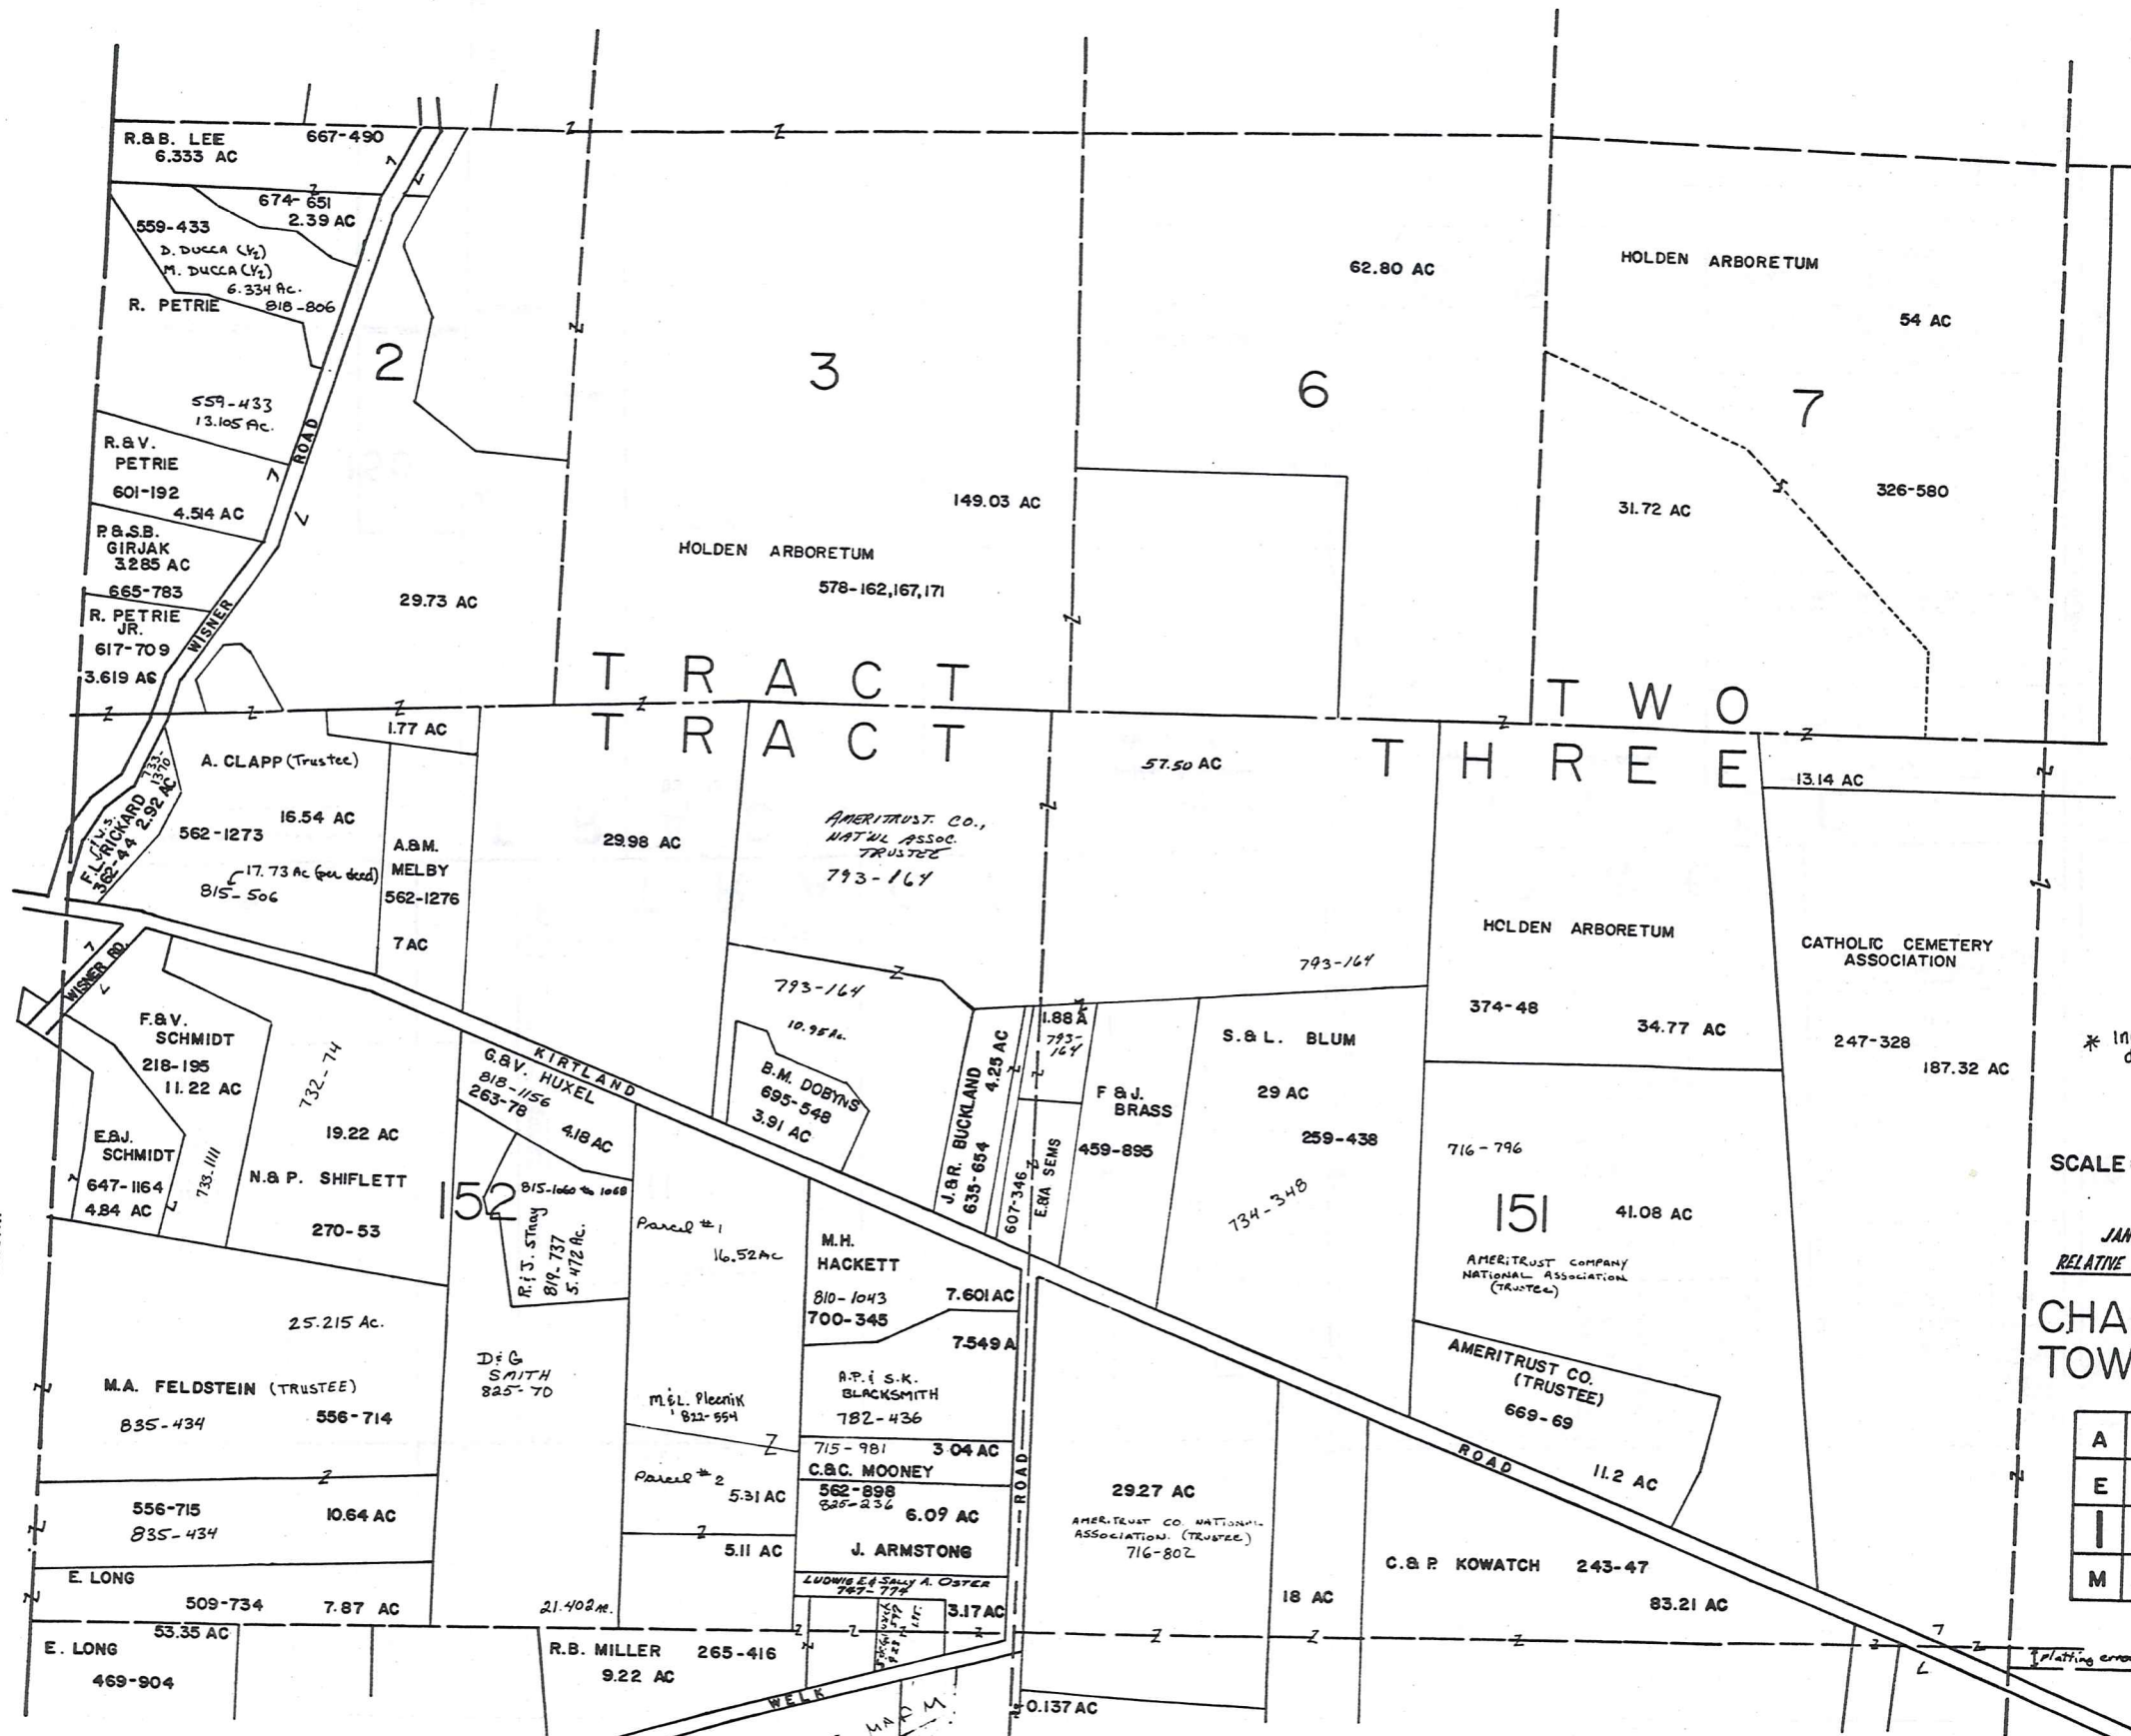 R.&B. LEE 667-490
6.333 AC
674-651
2.39 AC
559-433
D. DUCCA (½)
M. DUCCA (½)
6.334 Ac.
R. PETRIE 818-806
559-433
13.105 Ac.
R.&V.
PETRIE
601-192
4.514 AC
P.&S.B.
GIRJAK
3.285 AC
665-783
R. PETRIE
JR.
617-709
3.619 AC
WISNER ROAD
2
29.73 AC
3
149.03 AC
HOLDEN ARBORETUM
578-162,167,171
62.80 AC
6
HOLDEN ARBORETUM
54 AC
7
31.72 AC
326-580
TRACT TWO
TRACT THREE
1.77 AC
A. CLAPP (Trustee)
16.54 AC
562-1273
17.73 Ac (per deed)
815-506
733-
1370
F.L. RICKARD
362-44 2.92 AC
A.&M.
MELBY
562-1276
7 AC
29.98 AC
AMERITRUST. CO.,
NAT'NL ASSOC.
TRUSTEE
793-164
57.50 AC
793-164
13.14 AC
HOLDEN ARBORETUM
374-48
34.77 AC
CATHOLIC CEMETERY
ASSOCIATION
247-328
187.32 AC
WISNER RD.
F.&V.
SCHMIDT
218-195
11.22 AC
E.&J.
SCHMIDT
647-1164
4.84 AC
733-1111
732-74
19.22 AC
N.& P. SHIFLETT
270-53
152
KIRTLAND
G.&V. HUXEL
818-1156
263-78
4.18 AC
815-1060 to 1068
R.& J. Stray
819-737
5.472 Ac.
793-164
10.95 Ac.
B.M. DOBYNS
695-548
3.91 AC
J.&R. BUCKLAND
635-654 4.25 AC
1.88 A
793-
164
607-346
E.&A SEMS
F & J.
BRASS
459-895
S.& L. BLUM
29 AC
259-438
734-348
716-796
151
41.08 AC
AMERITRUST COMPANY
NATIONAL ASSOCIATION
(TRUSTEE)
AMERITRUST CO.
(TRUSTEE)
669-69
11.2 AC
Parcel #1
16.52 AC
M.H.
HACKETT
810-1043
700-345
7.601 AC
7.549 A
A.P. & S.K.
BLACKSMITH
782-436
25.215 Ac.
M.A. FELDSTEIN (TRUSTEE)
835-434
556-714
D & G
SMITH
825-70
M.&L. Plecnik
822-554
Parcel #2
5.31 AC
715-981 3.04 AC
C.&C. MOONEY
562-898
825-236
6.09 AC
J. ARMSTONG
ROAD
29.27 AC
AMERITRUST CO. NATIONAL
ASSOCIATION. (TRUSTEE)
716-802
ROAD
556-715
835-434
10.64 AC
5.11 AC
LUDWIG E & SALLY A. OSTER
747-774
3.17 AC
E. LONG
509-734 7.87 AC
21.402 Ac.
18 AC
C.& P. KOWATCH 243-47
83.21 AC
53.35 AC
E. LONG
469-904
R.B. MILLER 265-416
9.22 AC
WELK
0.137 AC
platting erro
SCALE
JAN
RELATIVE
CHA
TOW
A
E
I
M